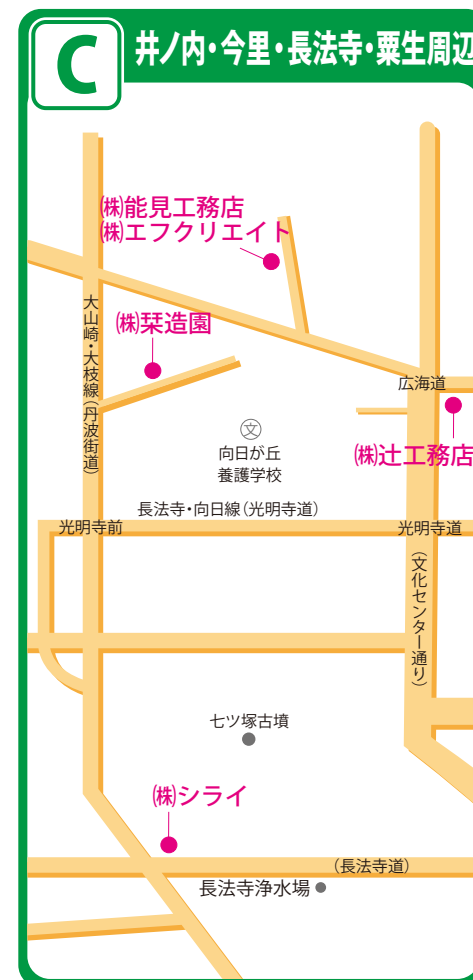 C
井ノ内・今里・長法寺・粟生周辺
㈱能見工務店
㈱エフクリエイト
大山崎・大枝線(丹波街道)
㈱栞造園
広海道
㈱辻工務店
文
向日が丘
養護学校
長法寺・向日線(光明寺道)
光明寺前
光明寺道
(文化センター通り)
七ツ塚古墳
㈱シライ
(長法寺道)
長法寺浄水場